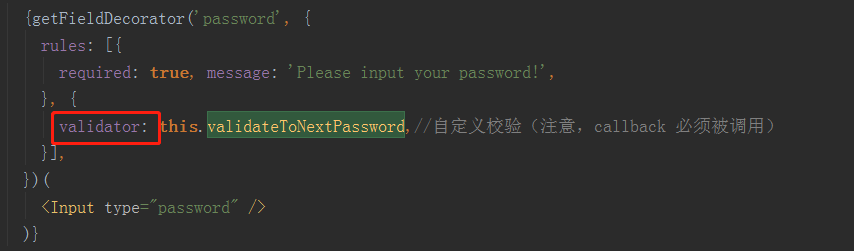 {getFieldDecorator('password', {
rules: [{
required: true, message: 'Please input your password!',
}, {
validator: this.validateToNextPassword,//自定义校验（注意，callback 必须被调用）
}],
})(
<Input type="password" />
)}